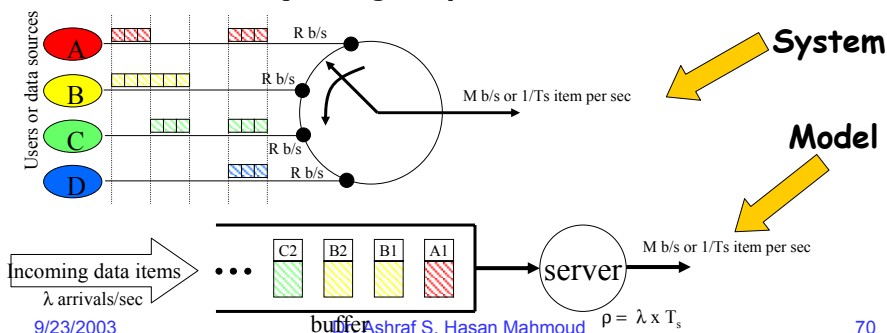 System
Users or data sources
A
R b/s
B
R b/s
M b/s or 1/Ts item per sec
C
R b/s
D
R b/s
Model
Incoming data items
λ arrivals/sec
C2 B2 B1 A1
server
M b/s or 1/Ts item per sec
buffer
ρ = λ x Ts
9/23/2003
Dr. Ashraf S. Hasan Mahmoud
70